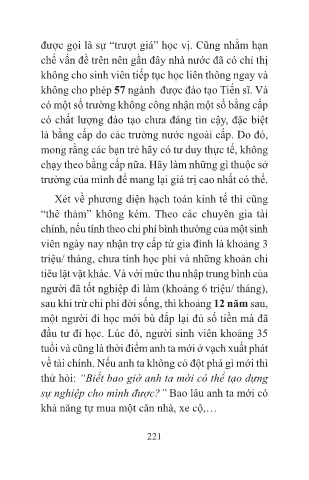 được gọi là sự “trượt giá” học vị. Cũng nhằm hạn
chế vấn đề trên nên gần đây nhà nước đã có chỉ thị
không cho sinh viên tiếp tục học liên thông ngay và
không cho phép 57 ngành được đào tạo Tiến sĩ. Và
có một số trường không công nhận một số bằng cấp
có chất lượng đào tạo chưa đáng tin cậy, đặc biệt
là bằng cấp do các trường nước ngoài cấp. Do đó,
mong rằng các bạn trẻ hãy có tư duy thực tế, không
chạy theo bằng cấp nữa. Hãy làm những gì thuộc sở
trường của mình để mang lại giá trị cao nhất có thể.
Xét về phương diện hạch toán kinh tế thì cũng
“thê thảm” không kém. Theo các chuyên gia tài
chính, nếu tính theo chi phí bình thường của một sinh
viên ngày nay nhận trợ cấp từ gia đình là khoảng 3
triệu/ tháng, chưa tính học phí và những khoản chi
tiêu lặt vặt khác. Và với mức thu nhập trung bình của
người đã tốt nghiệp đi làm (khoảng 6 triệu/ tháng),
sau khi trừ chi phí đời sống, thì khoảng 12 năm sau,
một người đi học mới bù đắp lại đủ số tiền mà đã
đầu tư đi học. Lúc đó, người sinh viên khoảng 35
tuổi và cũng là thời điểm anh ta mới ở vạch xuất phát
về tài chính. Nếu anh ta không có đột phá gì mới thì
thử hỏi: “Biết bao giờ anh ta mới có thể tạo dựng
sự nghiệp cho mình được?” Bao lâu anh ta mới có
khả năng tự mua một căn nhà, xe cộ,…
221